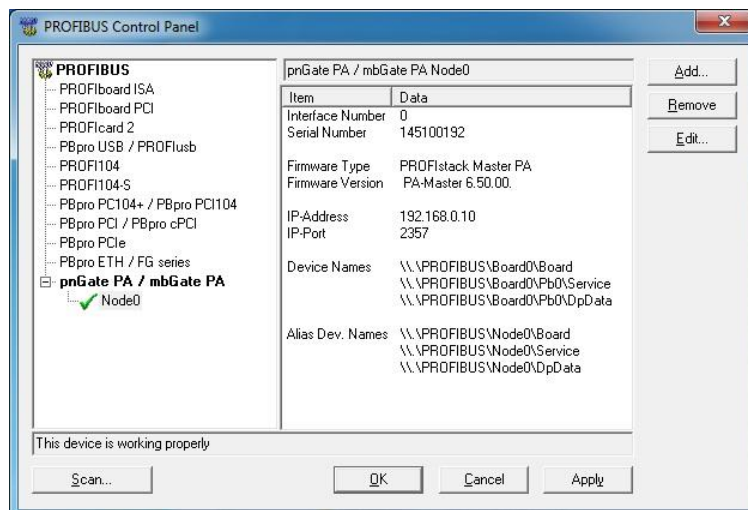 PROFIBUS Control Panel
PROFIBUS
PROFIboard ISA
PROFIboard PCI
PROFIcard 2
PBpro USB / PROFIusb
PROFI104
PROFI104-S
PBpro PC104+ / PBpro PCI104
PBpro PCI / PBpro cPCI
PBpro PCIe
PBpro ETH / FG series
pnGate PA / mbGate PA
Node0
pnGate PA / mbGate PA Node0
Item Data
Interface Number 0
Serial Number 145100192
Firmware Type PROFIstack Master PA
Firmware Version PA-Master 6.50.00.
IP-Address 192.168.0.10
IP-Port 2357
Device Names \\.\PROFIBUS\Board0\Board
\\.\PROFIBUS\Board0\Pb0\Service
\\.\PROFIBUS\Board0\Pb0\DpData
Alias Dev. Names \\.\PROFIBUS\Node0\Board
\\.\PROFIBUS\Node0\Service
\\.\PROFIBUS\Node0\DpData
Add...
Remove
Edit...
This device is working properly
Scan...
OK
Cancel
Apply